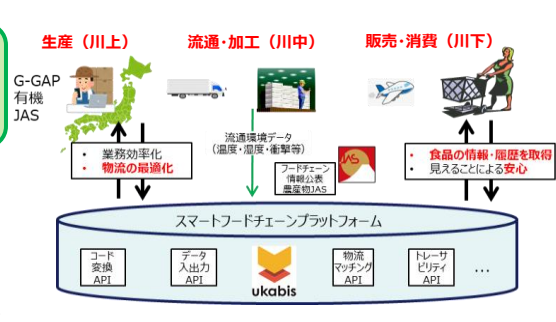 生産（川上）
流通・加工（川中）
販売・消費（川下）
G-GAP
有機
JAS
流通環境データ
（温度・湿度・衝撃等）
• 業務効率化
• 物流の最適化
フードチェーン
情報公表
農産物JAS
JAS
• 食品の情報・履歴を取得
• 見えることによる安心
スマートフードチェーンプラットフォーム
コード
変換
API
データ
入出力
API
ukabis
物流
マッチング
API
トレーサ
ビリティ
API
…